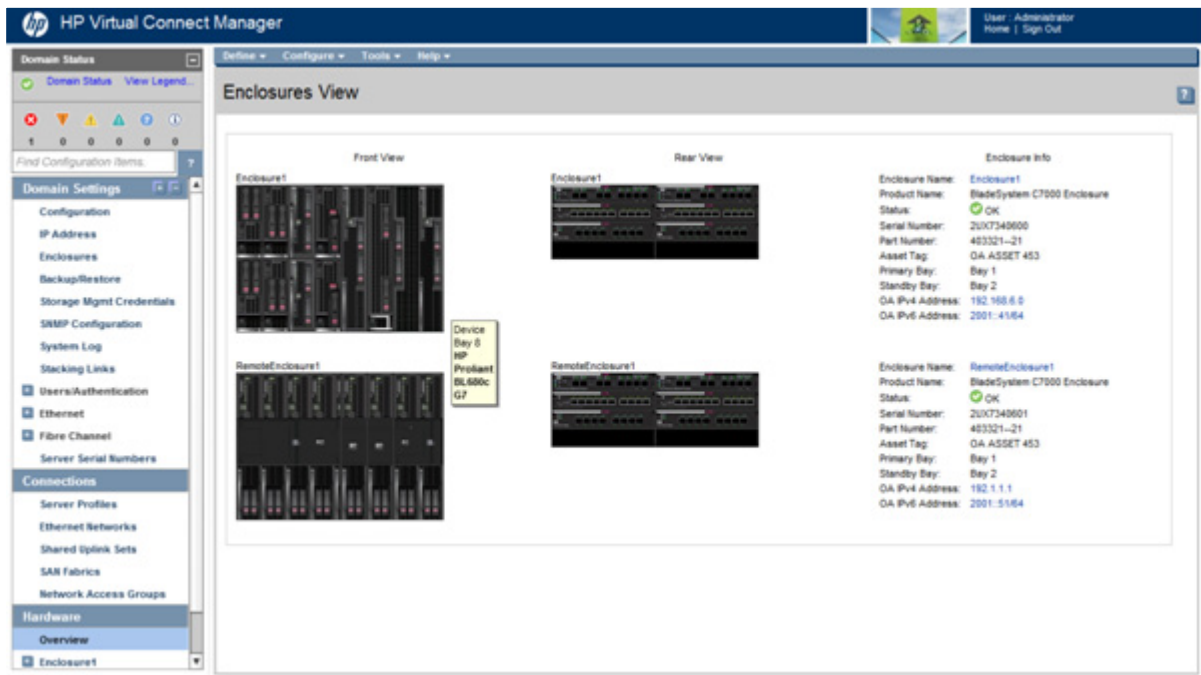 HP Virtual Connect Manager
User : Administrator
Home | Sign Out
Domain Status
Domain Status View Legend...
1 0 0 0 0 0
Find Configuration Items.
?
Domain Settings
Configuration
IP Address
Enclosures
Backup/Restore
Storage Mgmt Credentials
SNMP Configuration
System Log
Stacking Links
Users/Authentication
Ethernet
Fibre Channel
Server Serial Numbers
Connections
Server Profiles
Ethernet Networks
Shared Uplink Sets
SAN Fabrics
Network Access Groups
Hardware
Overview
Enclosure1
Define Configure Tools Help
Enclosures View
?
Front View
Rear View
Enclosure Info
Enclosure1
Enclosure1
Enclosure Name: Enclosure1
Product Name: BladeSystem C7000 Enclosure
Status: OK
Serial Number: 2UX7340600
Part Number: 403321--21
Asset Tag: OA ASSET 453
Primary Bay: Bay 1
Standby Bay: Bay 2
OA IPv4 Address: 192.168.6.0
OA IPv6 Address: 2001::41/64
Device
Bay 8
HP
Proliant
BL680c
G7
RemoteEnclosure1
RemoteEnclosure1
Enclosure Name: RemoteEnclosure1
Product Name: BladeSystem C7000 Enclosure
Status: OK
Serial Number: 2UX7340601
Part Number: 403321--21
Asset Tag: OA ASSET 453
Primary Bay: Bay 1
Standby Bay: Bay 2
OA IPv4 Address: 192.1.1.1
OA IPv6 Address: 2001::51/64